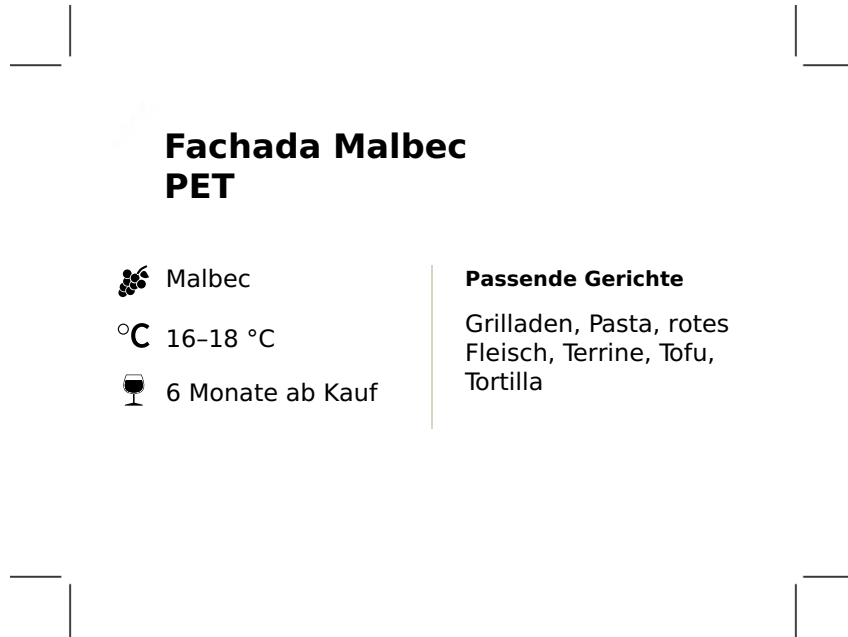 Fachada Malbec
PET
Malbec
°C 16–18 °C
6 Monate ab Kauf
Passende Gerichte
Grilladen, Pasta, rotes
Fleisch, Terrine, Tofu,
Tortilla